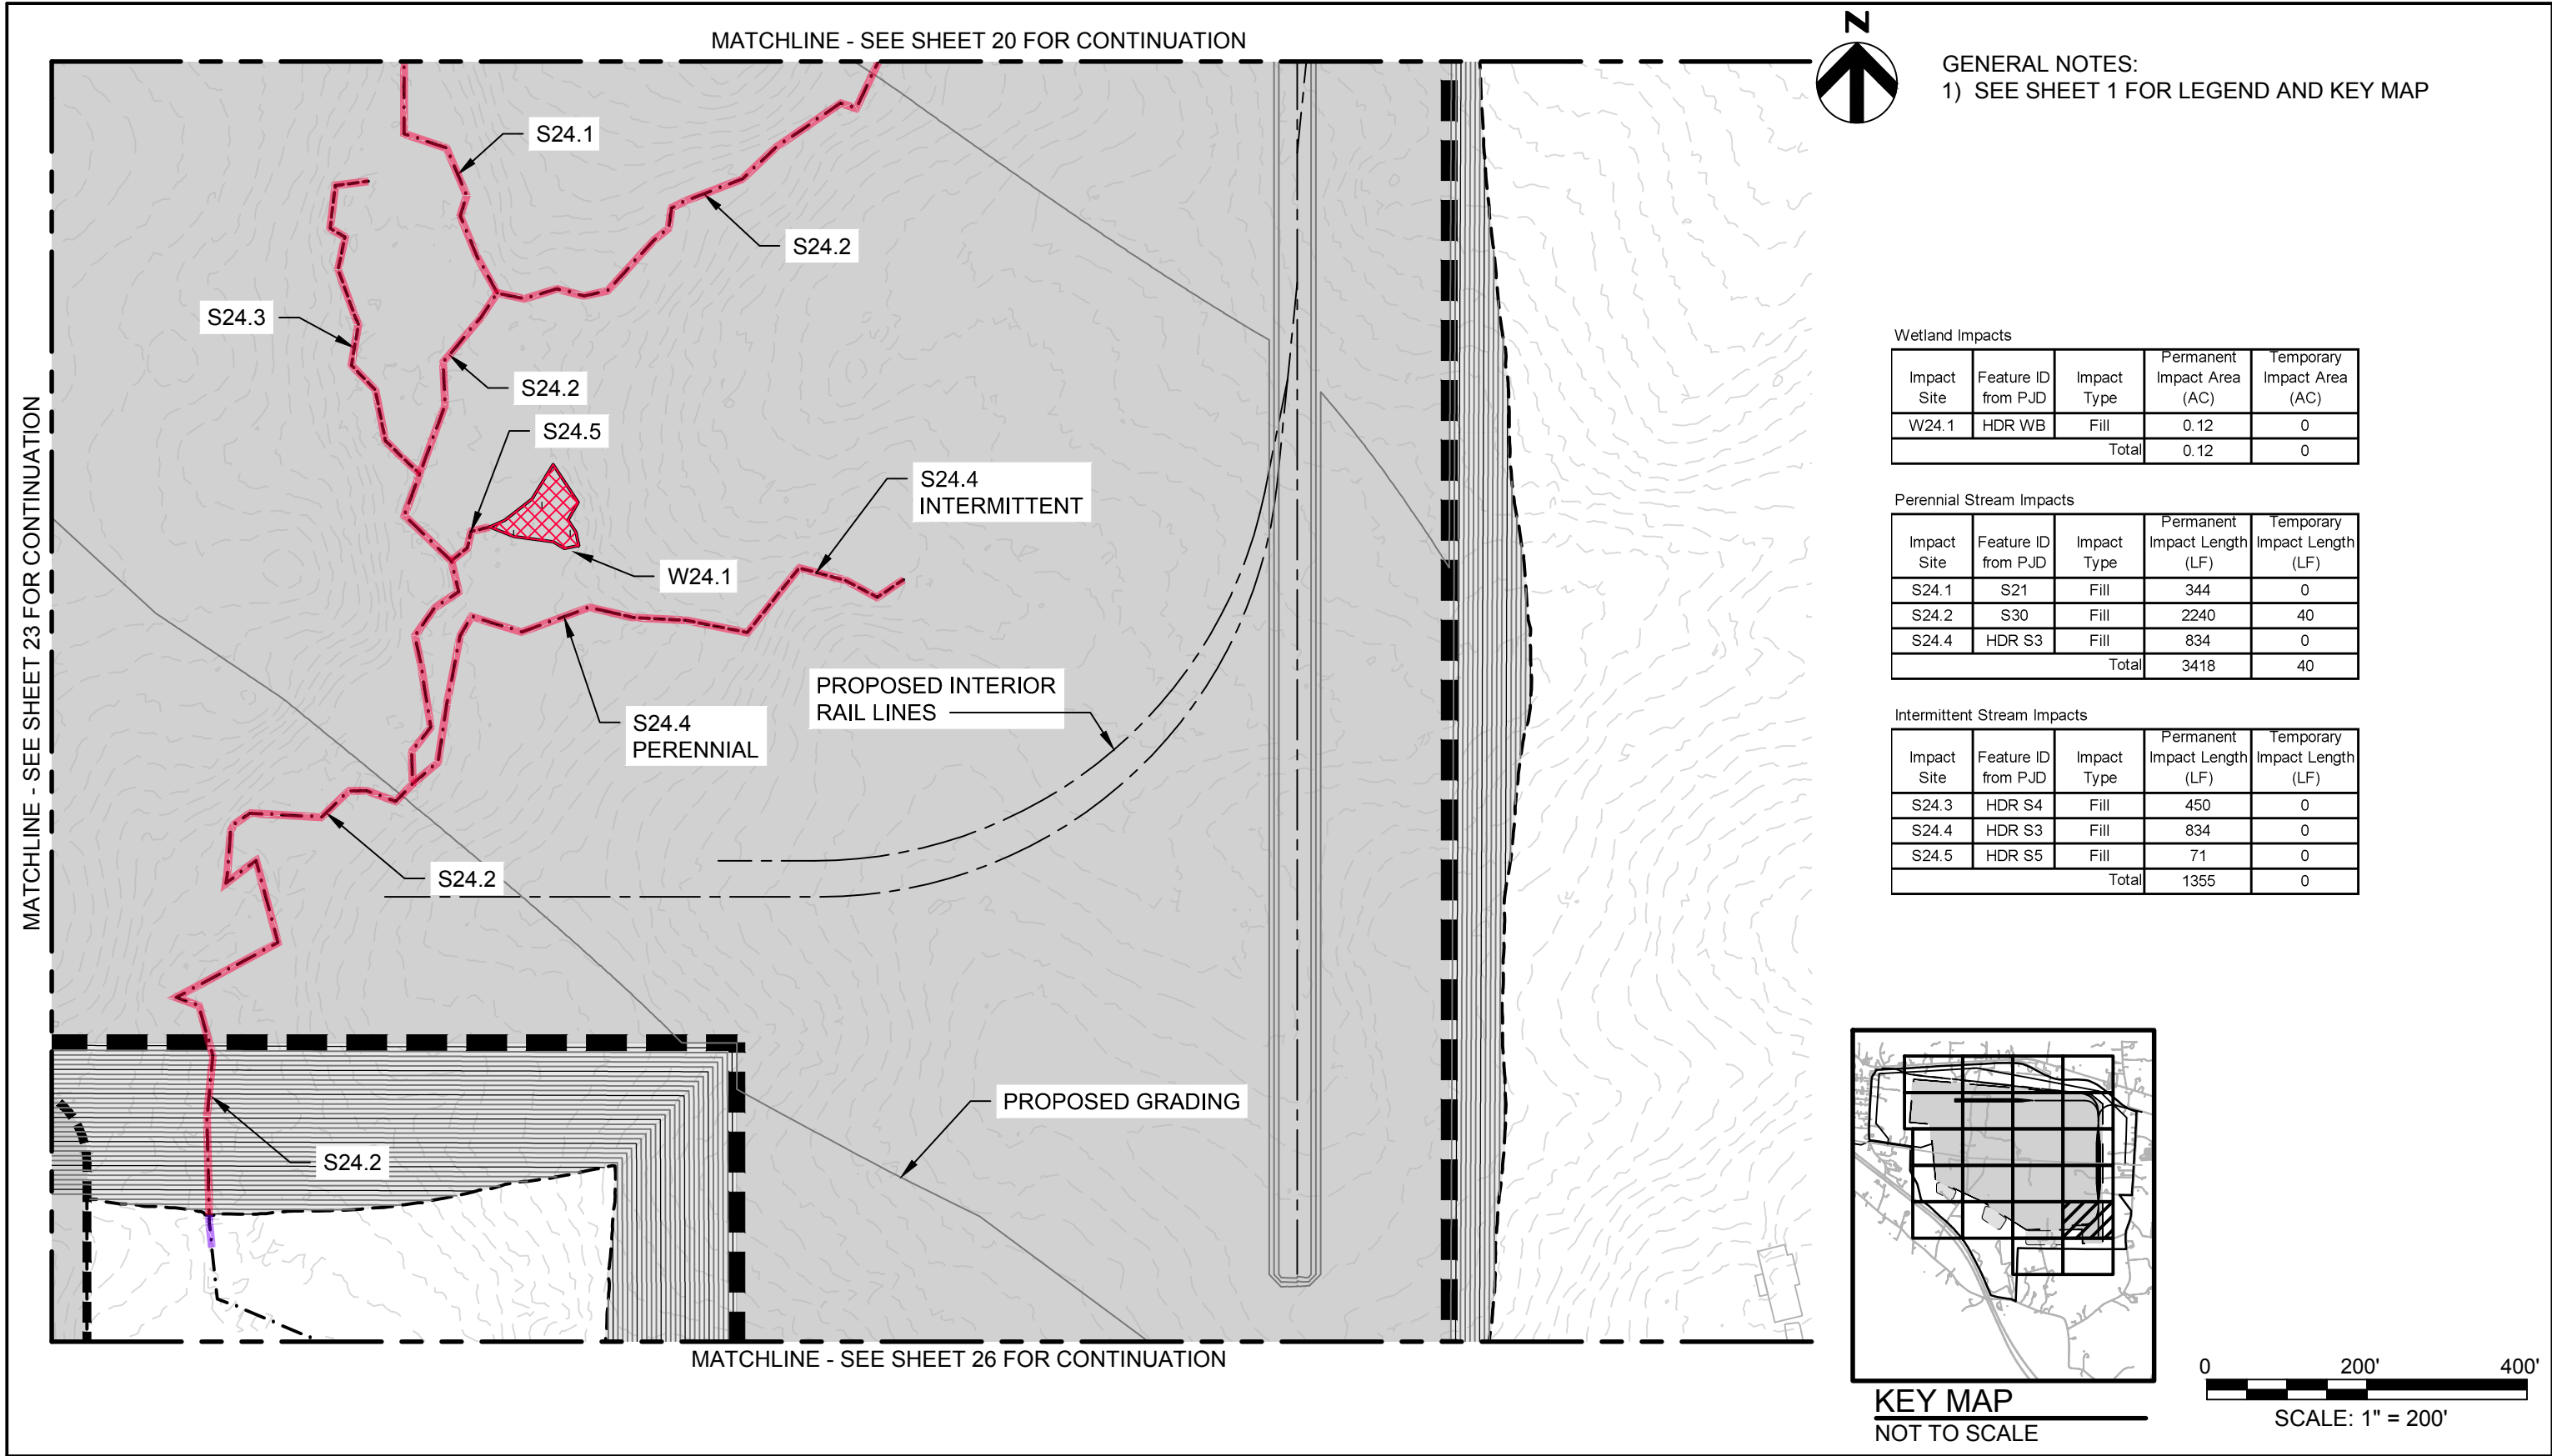 MATCHLINE - SEE SHEET 20 FOR CONTINUATION
N
GENERAL NOTES:
1) SEE SHEET 1 FOR LEGEND AND KEY MAP
MATCHLINE - SEE SHEET 23 FOR CONTINUATION
S24.1
S24.2
S24.3
S24.2
S24.5
S24.4
INTERMITTENT
W24.1
PROPOSED INTERIOR
RAIL LINES
S24.4
PERENNIAL
S24.2
PROPOSED GRADING
S24.2
MATCHLINE - SEE SHEET 26 FOR CONTINUATION
Wetland Impacts
Impact Site | Feature ID from PJD | Impact Type | Permanent Impact Area (AC) | Temporary Impact Area (AC)
W24.1 | HDR WB | Fill | 0.12 | 0
Total | 0.12 | 0
Perennial Stream Impacts
Impact Site | Feature ID from PJD | Impact Type | Permanent Impact Length (LF) | Temporary Impact Length (LF)
S24.1 | S21 | Fill | 344 | 0
S24.2 | S30 | Fill | 2240 | 40
S24.4 | HDR S3 | Fill | 834 | 0
Total | 3418 | 40
Intermittent Stream Impacts
Impact Site | Feature ID from PJD | Impact Type | Permanent Impact Length (LF) | Temporary Impact Length (LF)
S24.3 | HDR S4 | Fill | 450 | 0
S24.4 | HDR S3 | Fill | 834 | 0
S24.5 | HDR S5 | Fill | 71 | 0
Total | 1355 | 0
KEY MAP
NOT TO SCALE
0 200' 400'
SCALE: 1" = 200'